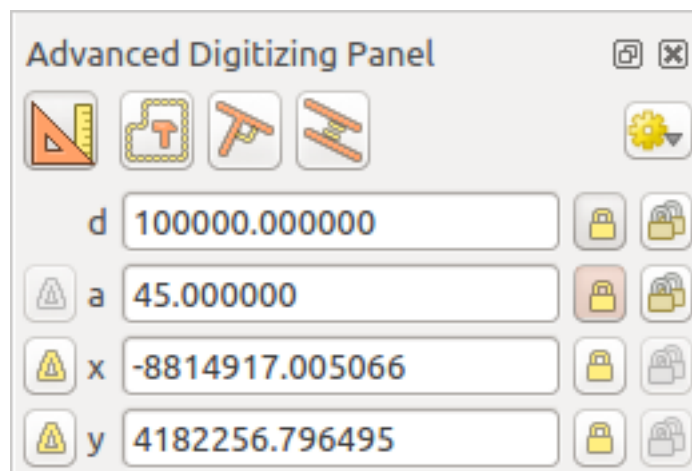 Advanced Digitizing Panel
d 100000.000000
a 45.000000
x -8814917.005066
y 4182256.796495